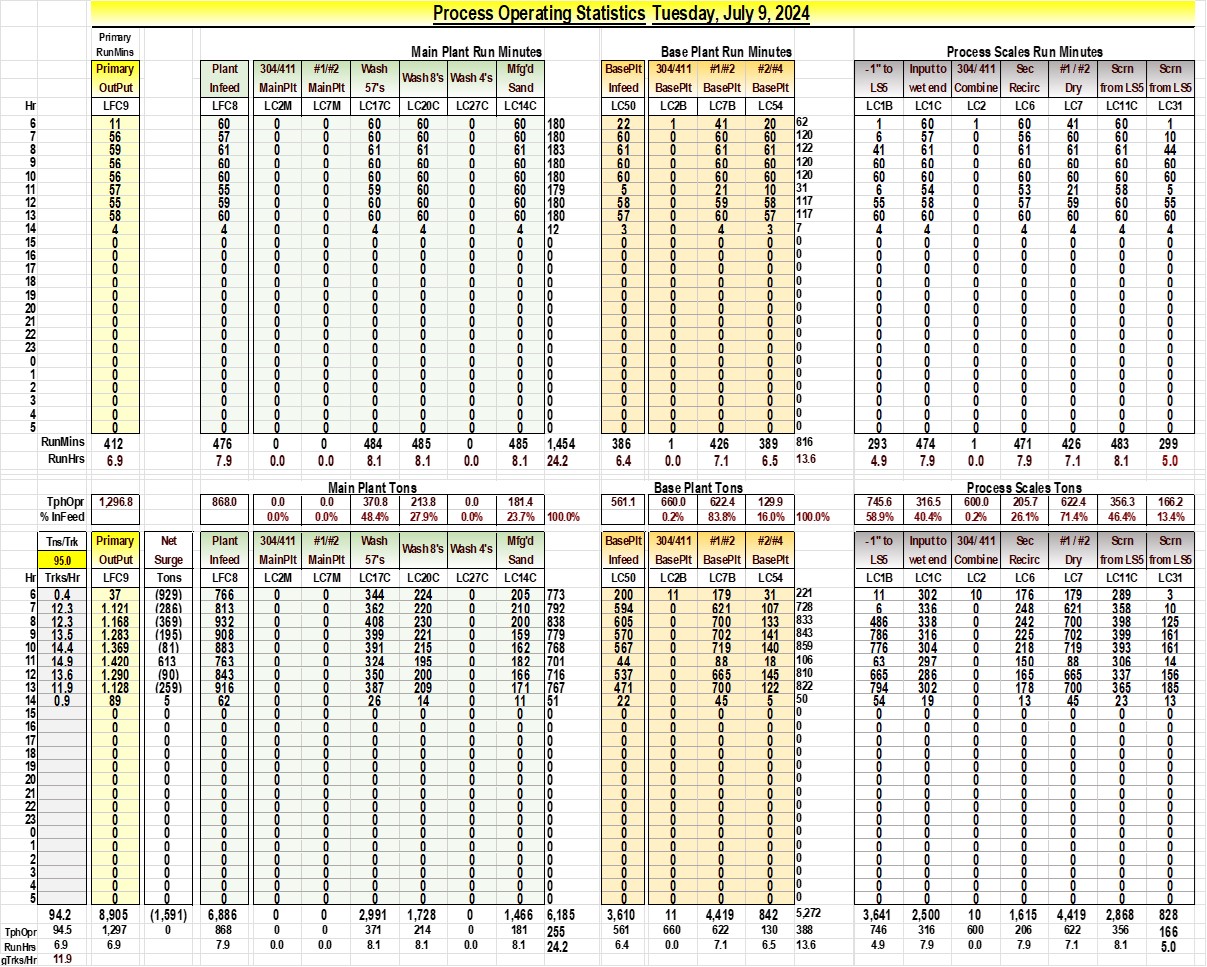 Process Operating Statistics Tuesday, July 9, 2024
Primary
RunMins Main Plant Run Minutes Base Plant Run Minutes Process Scales Run Minutes
Primary Plant 304/411 #1/#2 Wash Wash 8's Wash 4's Mfg'd BasePlt 304/411 #1/#2 #2/#4 -1" to Input to 304/ 411 Sec #1 / #2 Scrn Scrn
OutPut Infeed MainPlt MainPlt 57's Sand Infeed BasePlt BasePlt BasePlt LS5 wet end Combine Recirc Dry from LS5 from LS5
Hr LFC9 LFC8 LC2M LC7M LC17C LC20C LC27C LC14C LC50 LC2B LC7B LC54 LC1B LC1C LC2 LC6 LC7 LC11C LC31
6 11 60 0 0 60 60 0 60 180 22 1 41 20 62 1 60 1 60 41 60 1
7 56 57 0 0 60 60 0 60 180 60 0 60 60 120 6 57 0 56 60 60 10
8 59 61 0 0 61 61 0 61 183 61 0 61 61 122 41 61 0 61 61 61 44
9 56 60 0 0 60 60 0 60 180 60 0 60 60 120 60 60 0 60 60 60 60
10 56 60 0 0 60 60 0 60 180 60 0 60 60 120 60 60 0 60 60 60 60
11 57 55 0 0 59 60 0 60 179 5 0 21 10 31 6 54 0 53 21 58 5
12 55 59 0 0 60 60 0 60 180 58 0 59 58 117 55 58 0 57 59 60 55
13 58 60 0 0 60 60 0 60 180 57 0 60 57 117 60 60 0 60 60 60 60
14 4 4 0 0 4 4 0 4 12 3 0 4 3 7 4 4 0 4 4 4 4
15 0 0 0 0 0 0 0 0 0 0 0 0 0 0 0 0 0 0 0 0 0
16 0 0 0 0 0 0 0 0 0 0 0 0 0 0 0 0 0 0 0 0 0
17 0 0 0 0 0 0 0 0 0 0 0 0 0 0 0 0 0 0 0 0 0
18 0 0 0 0 0 0 0 0 0 0 0 0 0 0 0 0 0 0 0 0 0
19 0 0 0 0 0 0 0 0 0 0 0 0 0 0 0 0 0 0 0 0 0
20 0 0 0 0 0 0 0 0 0 0 0 0 0 0 0 0 0 0 0 0 0
21 0 0 0 0 0 0 0 0 0 0 0 0 0 0 0 0 0 0 0 0 0
22 0 0 0 0 0 0 0 0 0 0 0 0 0 0 0 0 0 0 0 0 0
23 0 0 0 0 0 0 0 0 0 0 0 0 0 0 0 0 0 0 0 0 0
0 0 0 0 0 0 0 0 0 0 0 0 0 0 0 0 0 0 0 0 0 0
1 0 0 0 0 0 0 0 0 0 0 0 0 0 0 0 0 0 0 0 0 0
2 0 0 0 0 0 0 0 0 0 0 0 0 0 0 0 0 0 0 0 0 0
3 0 0 0 0 0 0 0 0 0 0 0 0 0 0 0 0 0 0 0 0 0
4 0 0 0 0 0 0 0 0 0 0 0 0 0 0 0 0 0 0 0 0 0
5 0 0 0 0 0 0 0 0 0 0 0 0 0 0 0 0 0 0 0 0 0
RunMins 412 476 0 0 484 485 0 485 1,454 386 1 426 389 816 293 474 1 471 426 483 299
RunHrs 6.9 7.9 0.0 0.0 8.1 8.1 0.0 8.1 24.2 6.4 0.0 7.1 6.5 13.6 4.9 7.9 0.0 7.9 7.1 8.1 5.0
Main Plant Tons Base Plant Tons Process Scales Tons
TphOpr 1,296.8 868.0 0.0 0.0 370.8 213.8 0.0 181.4 561.1 660.0 622.4 129.9 745.6 316.5 600.0 205.7 622.4 356.3 166.2
% InFeed 0.0% 0.0% 48.4% 27.9% 0.0% 23.7% 100.0% 0.2% 83.8% 16.0% 100.0% 58.9% 40.4% 0.2% 26.1% 71.4% 46.4% 13.4%
Tns/Trk Primary Net Plant 304/411 #1/#2 Wash Wash 8's Wash 4's Mfg'd BasePlt 304/411 #1/#2 #2/#4 -1" to Input to 304/ 411 Sec #1 / #2 Scrn Scrn
95.0 OutPut Surge Infeed MainPlt MainPlt 57's Sand Infeed BasePlt BasePlt BasePlt LS5 wet end Combine Recirc Dry from LS5 from LS5
Hr Trks/Hr LFC9 Tons LFC8 LC2M LC7M LC17C LC20C LC27C LC14C LC50 LC2B LC7B LC54 LC1B LC1C LC2 LC6 LC7 LC11C LC31
6 0.4 37 (929) 766 0 0 344 224 0 205 773 200 11 179 31 221 11 302 10 176 179 289 3
7 12.3 1.121 (286) 813 0 0 362 220 0 210 792 594 0 621 107 728 6 336 0 248 621 358 10
8 12.3 1.168 (369) 932 0 0 408 230 0 200 838 605 0 700 133 833 486 338 0 242 700 398 125
9 13.5 1.283 (195) 908 0 0 399 221 0 159 779 570 0 702 141 843 786 316 0 225 702 399 161
10 14.4 1.369 (81) 883 0 0 391 215 0 162 768 567 0 719 140 859 776 304 0 218 719 393 161
11 14.9 1.420 613 763 0 0 324 195 0 182 701 44 0 88 18 106 63 297 0 150 88 306 14
12 13.6 1.290 (90) 843 0 0 350 200 0 166 716 537 0 665 145 810 665 286 0 165 665 337 156
13 11.9 1.128 (259) 916 0 0 387 209 0 171 767 471 0 700 122 822 794 302 0 178 700 365 185
14 0.9 89 5 62 0 0 26 14 0 11 51 22 0 45 5 50 54 19 0 13 45 23 13
15 0 0 0 0 0 0 0 0 0 0 0 0 0 0 0 0 0 0 0 0 0 0
16 0 0 0 0 0 0 0 0 0 0 0 0 0 0 0 0 0 0 0 0 0 0
17 0 0 0 0 0 0 0 0 0 0 0 0 0 0 0 0 0 0 0 0 0 0
18 0 0 0 0 0 0 0 0 0 0 0 0 0 0 0 0 0 0 0 0 0 0
19 0 0 0 0 0 0 0 0 0 0 0 0 0 0 0 0 0 0 0 0 0 0
20 0 0 0 0 0 0 0 0 0 0 0 0 0 0 0 0 0 0 0 0 0 0
21 0 0 0 0 0 0 0 0 0 0 0 0 0 0 0 0 0 0 0 0 0 0
22 0 0 0 0 0 0 0 0 0 0 0 0 0 0 0 0 0 0 0 0 0 0
23 0 0 0 0 0 0 0 0 0 0 0 0 0 0 0 0 0 0 0 0 0 0
0 0 0 0 0 0 0 0 0 0 0 0 0 0 0 0 0 0 0 0 0 0 0
1 0 0 0 0 0 0 0 0 0 0 0 0 0 0 0 0 0 0 0 0 0 0
2 0 0 0 0 0 0 0 0 0 0 0 0 0 0 0 0 0 0 0 0 0 0
3 0 0 0 0 0 0 0 0 0 0 0 0 0 0 0 0 0 0 0 0 0 0
4 0 0 0 0 0 0 0 0 0 0 0 0 0 0 0 0 0 0 0 0 0 0
5 0 0 0 0 0 0 0 0 0 0 0 0 0 0 0 0 0 0 0 0 0 0
94.2 8,905 (1,591) 6,886 0 0 2,991 1,728 0 1,466 6,185 3,610 11 4,419 842 5,272 3,641 2,500 10 1,615 4,419 2,868 828
TphOpr 94.5 1,297 0 868 0 0 371 214 0 181 255 561 660 622 130 388 746 316 600 206 622 356 166
RunHrs 6.9 6.9 7.9 0.0 0.0 8.1 8.1 0.0 8.1 24.2 6.4 0.0 7.1 6.5 13.6 4.9 7.9 0.0 7.9 7.1 8.1 5.0
gTrks/Hr 11.9